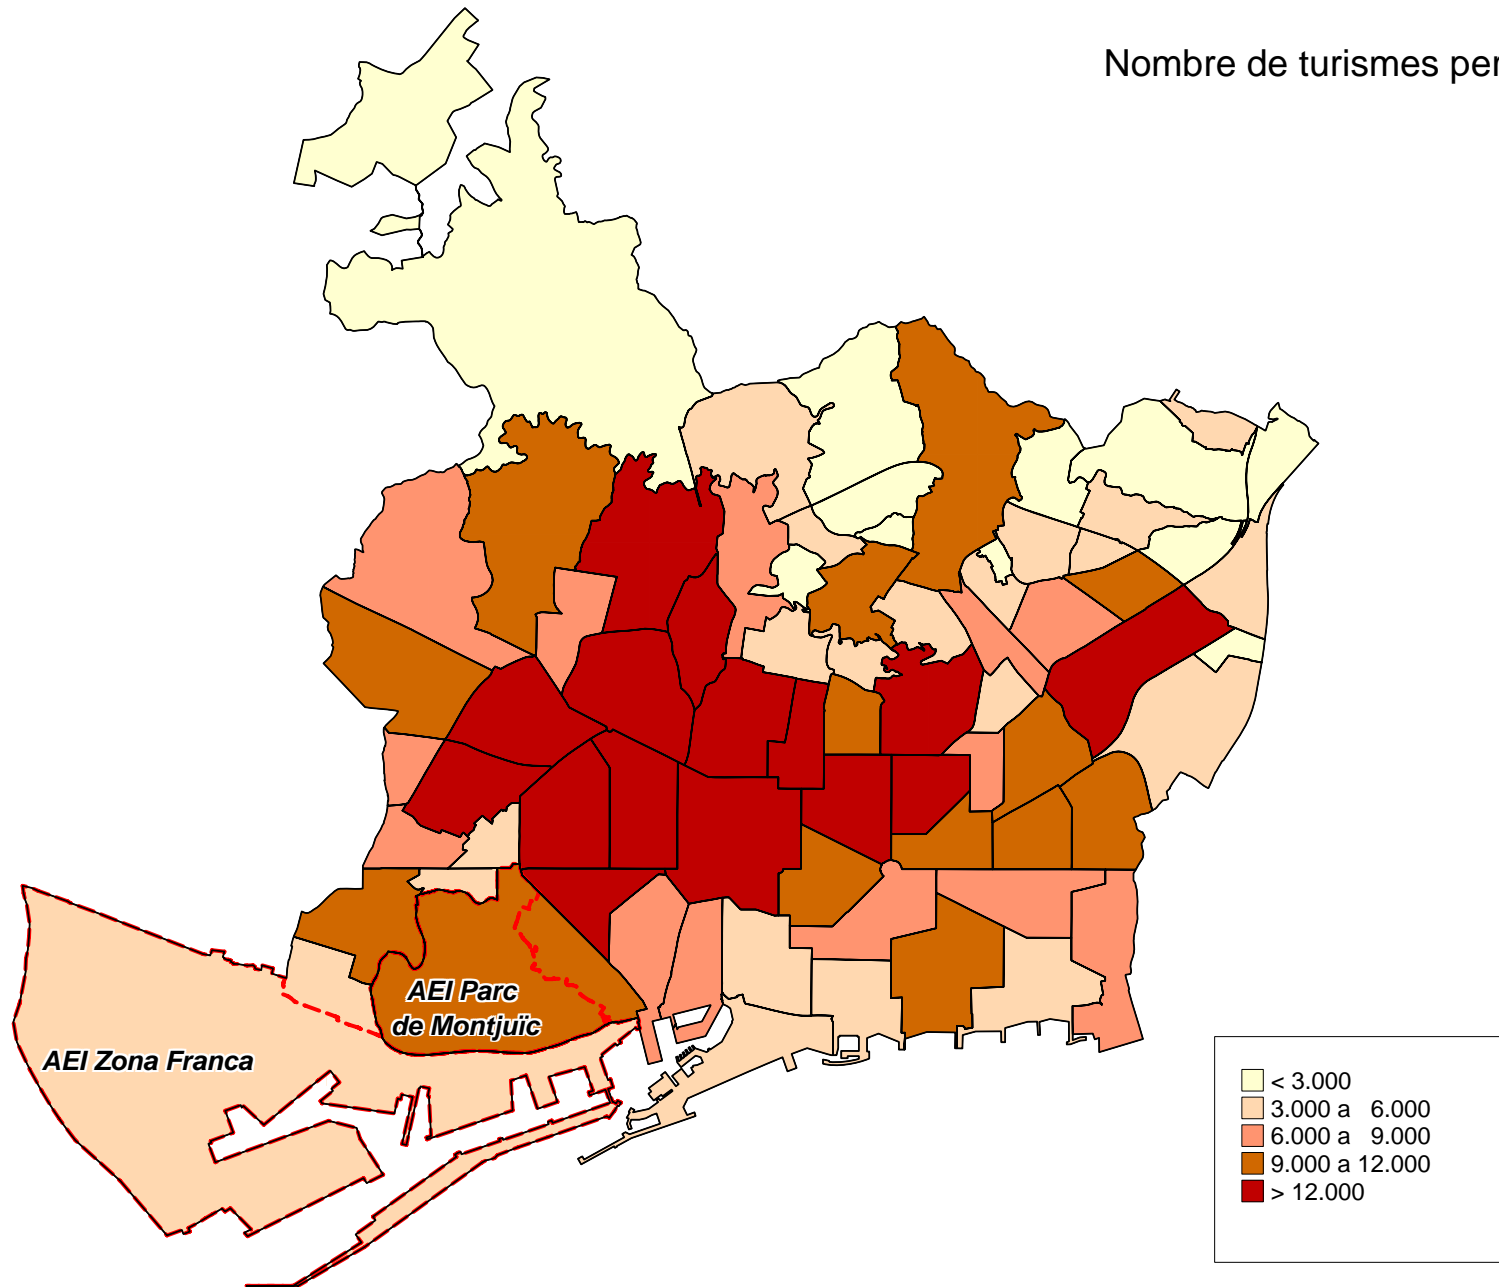 Nombre de turismes per
AEI Parc
de Montjuïc
AEI Zona Franca
< 3.000
3.000 a 6.000
6.000 a 9.000
9.000 a 12.000
> 12.000